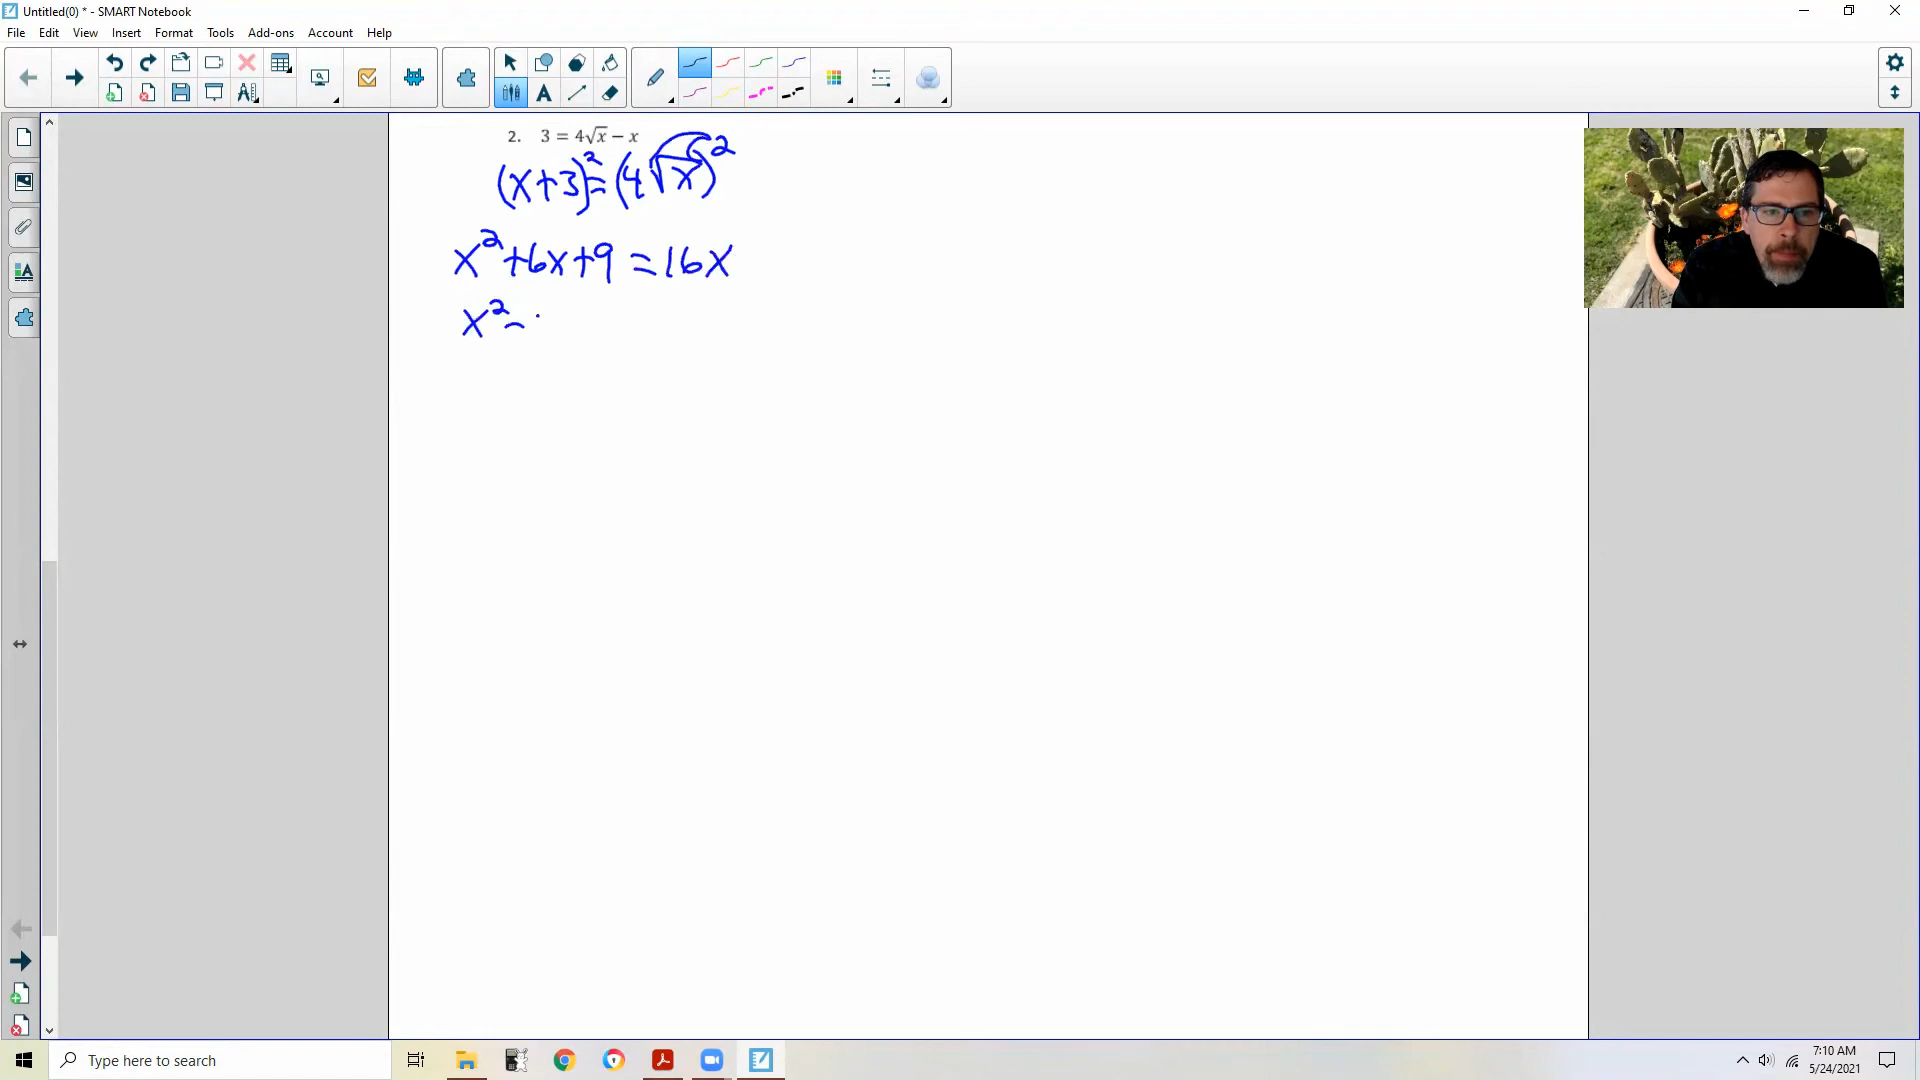 Untitled(0) * - SMART Notebook
File Edit View Insert Format Tools Add-ons Account Help
2. 3 = 4√x − x
(x+3)² = (4√x)²
x²+6x+9 = 16x
x² −
Type here to search
7:10 AM
5/24/2021